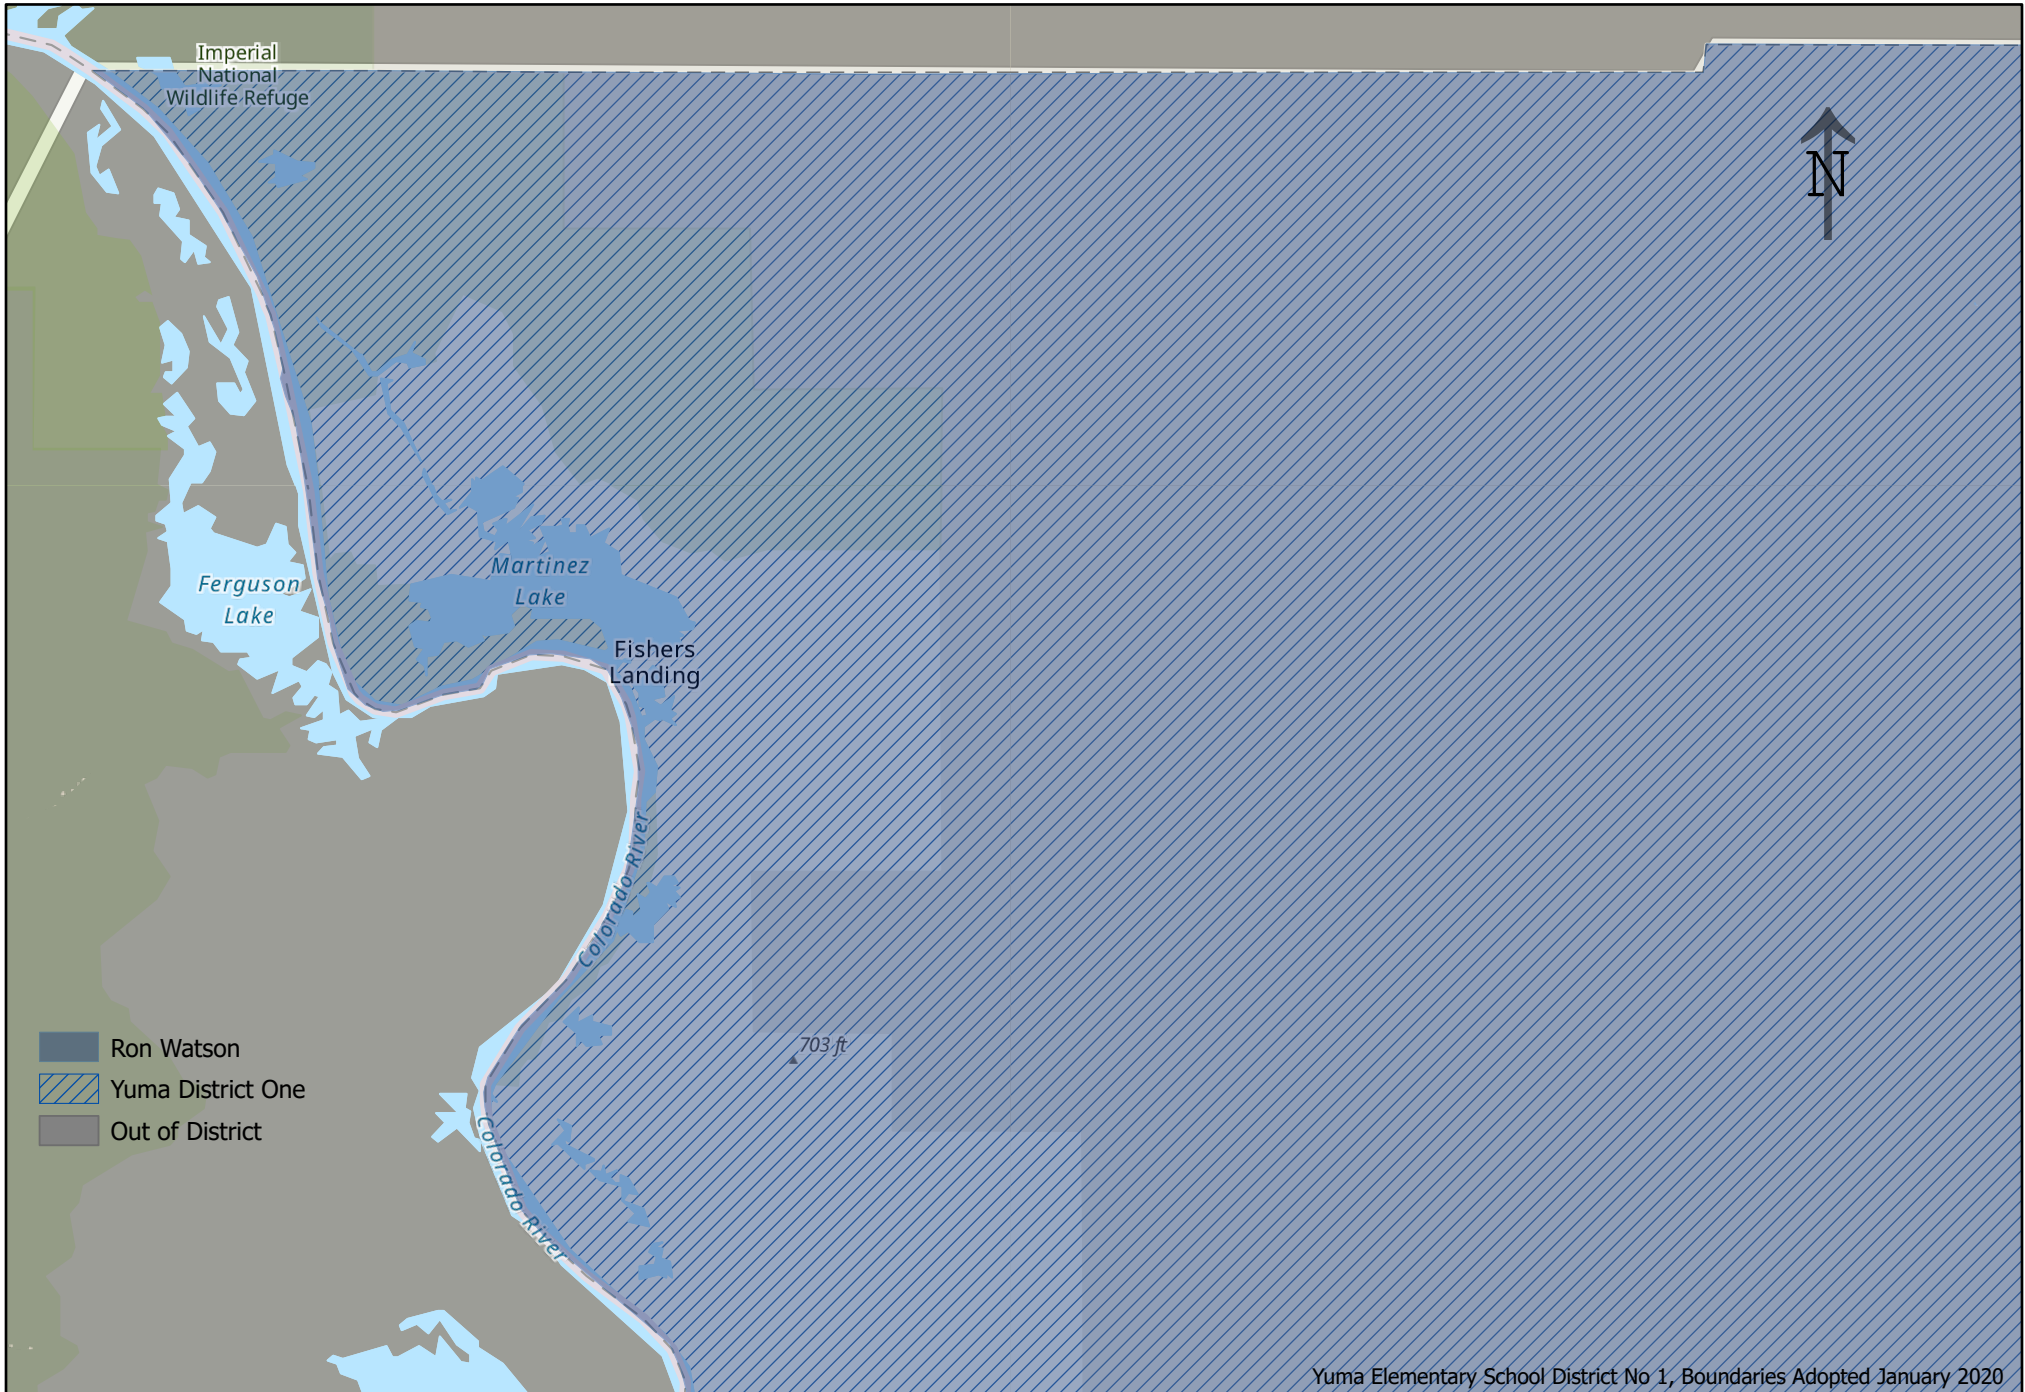 Imperial
National
Wildlife Refuge
N
Ferguson
Lake
Martinez
Lake
Fishers
Landing
Colorado River
703 ft
Colorado River
Ron Watson
Yuma District One
Out of District
Yuma Elementary School District No 1, Boundaries Adopted January 2020